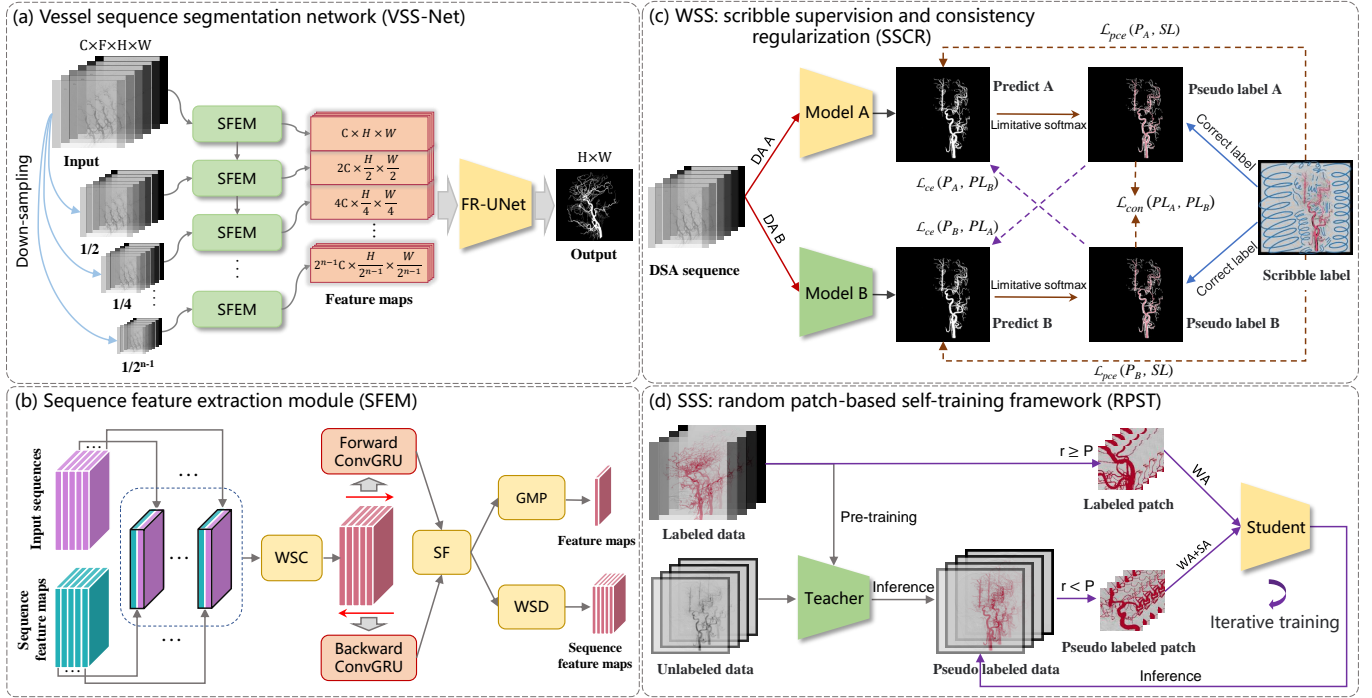 (a) Vessel sequence segmentation network (VSS-Net)
C×F×H×W
Input
Down-sampling
1/2
1/4
1/2ⁿ⁻¹
SFEM
SFEM
SFEM
SFEM
C × H × W
2C × H/2 × W/2
4C × H/4 × W/4
2ⁿ⁻¹C × H/2ⁿ⁻¹ × W/2ⁿ⁻¹
Feature maps
FR-UNet
H×W
Output
(b) Sequence feature extraction module (SFEM)
Input sequences
Sequence
feature maps
...
...
...
...
WSC
Forward
ConvGRU
Backward
ConvGRU
SF
GMP
WSD
Feature maps
Sequence
feature maps
(c) WSS: scribble supervision and consistency
regularization (SSCR)
DSA sequence
DA A
DA B
Model A
Model B
Predict A
Predict B
Limitative softmax
Limitative softmax
Pseudo label A
Pseudo label B
ℒpce (PA, SL)
ℒce (PA, PLB)
ℒce (PB, PLA)
ℒcon (PLA, PLB)
ℒpce (PB, SL)
Correct label
Correct label
Scribble label
(d) SSS: random patch-based self-training framework (RPST)
Labeled data
Unlabeled data
Pre-training
Teacher
Inference
Pseudo labeled data
r ≥ P
r < P
Labeled patch
Pseudo labeled patch
WA
WA+SA
Student
Iterative training
Inference